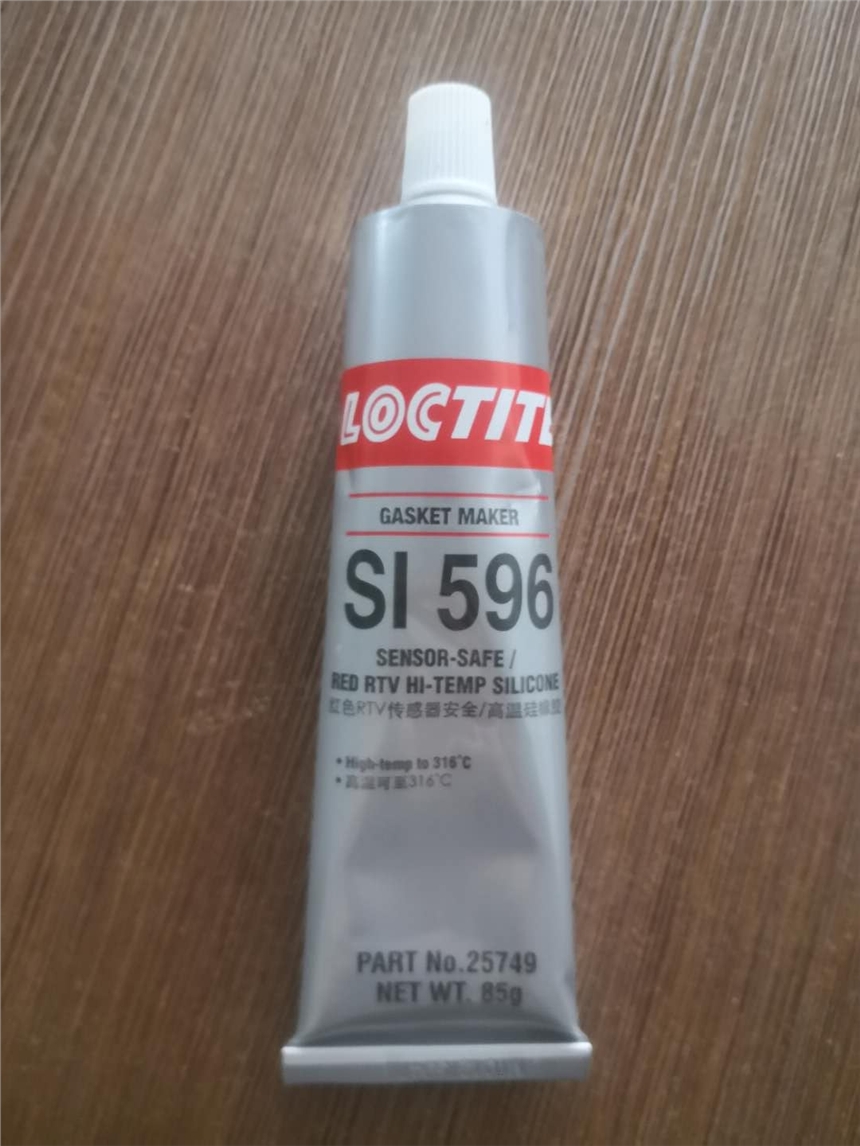 LOCTITE
GASKET MAKER
SI 596
SENSOR-SAFE /
RED RTV HI-TEMP SILICONE
红色RTV传感器安全/高温硅橡胶
• High-temp to 316°C
• 高温可至316°C
PART No.25749
NET WT. 85g